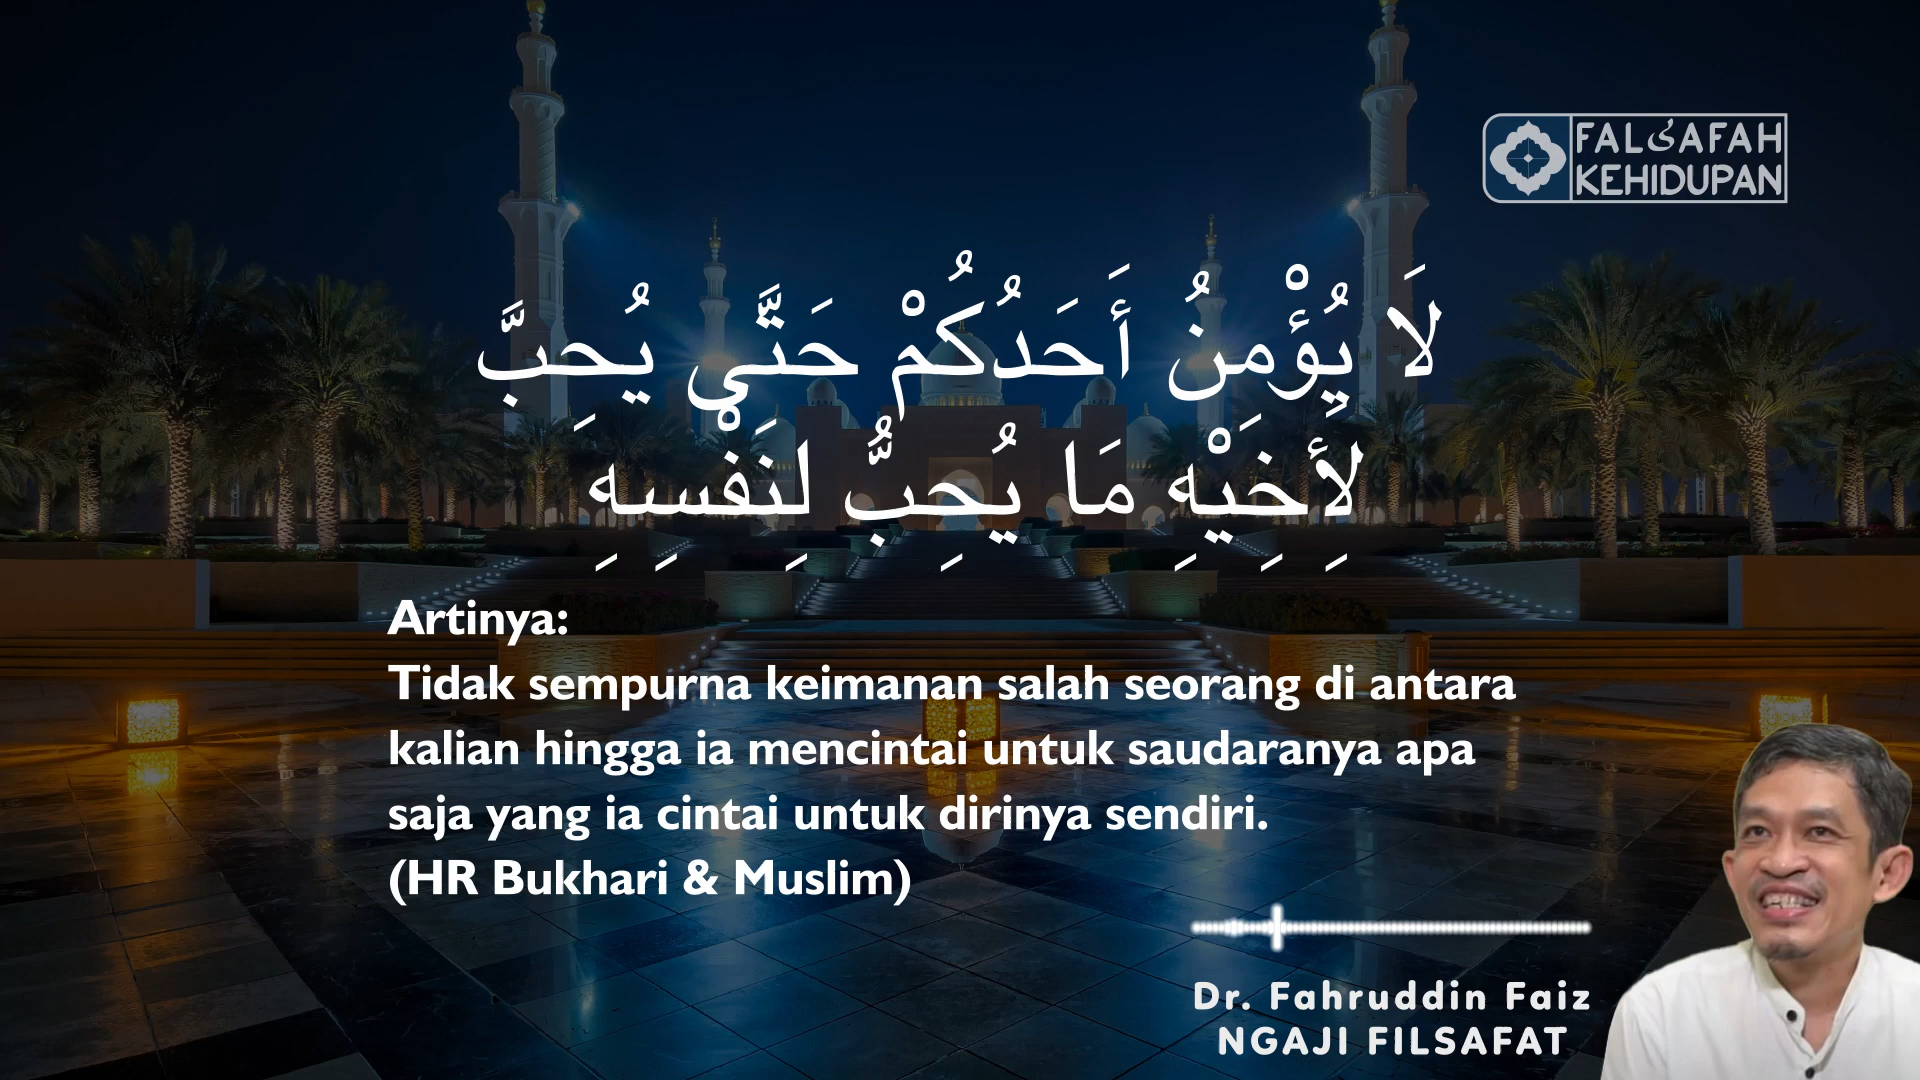 FALسAFAH
KEHIDUPAN
لَا يُؤْمِنُ أَحَدُكُمْ حَتَّي يُحِبَّ
لِأَخِيْهِ مَا يُحِبُّ لِنَفْسِهِ
Artinya:
Tidak sempurna keimanan salah seorang di antara
kalian hingga ia mencintai untuk saudaranya apa
saja yang ia cintai untuk dirinya sendiri.
(HR Bukhari & Muslim)
Dr. Fahruddin Faiz
NGAJI FILSAFAT